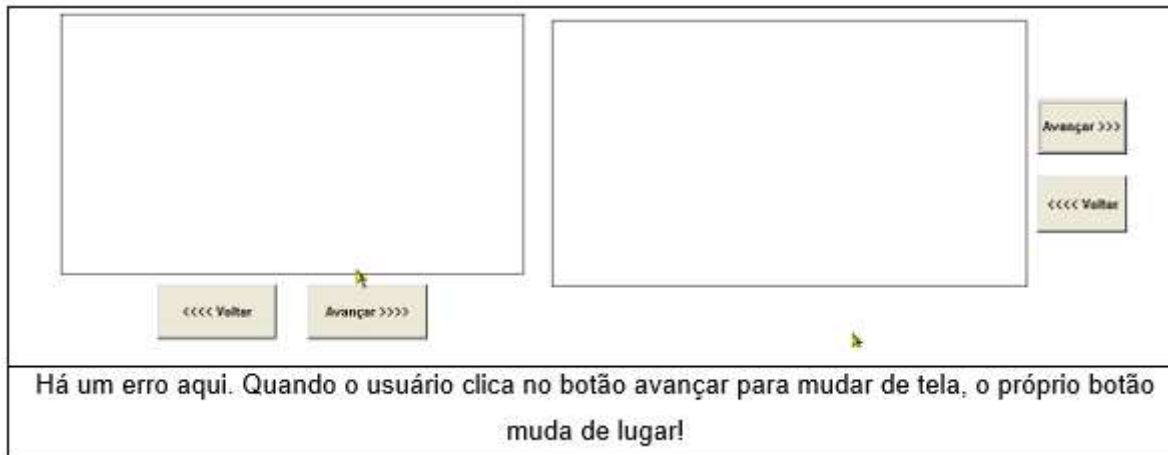 Avançar >>>
<<<< Voltar
<<<< Voltar
Avançar >>>>
Há um erro aqui. Quando o usuário clica no botão avançar para mudar de tela, o próprio botão
muda de lugar!